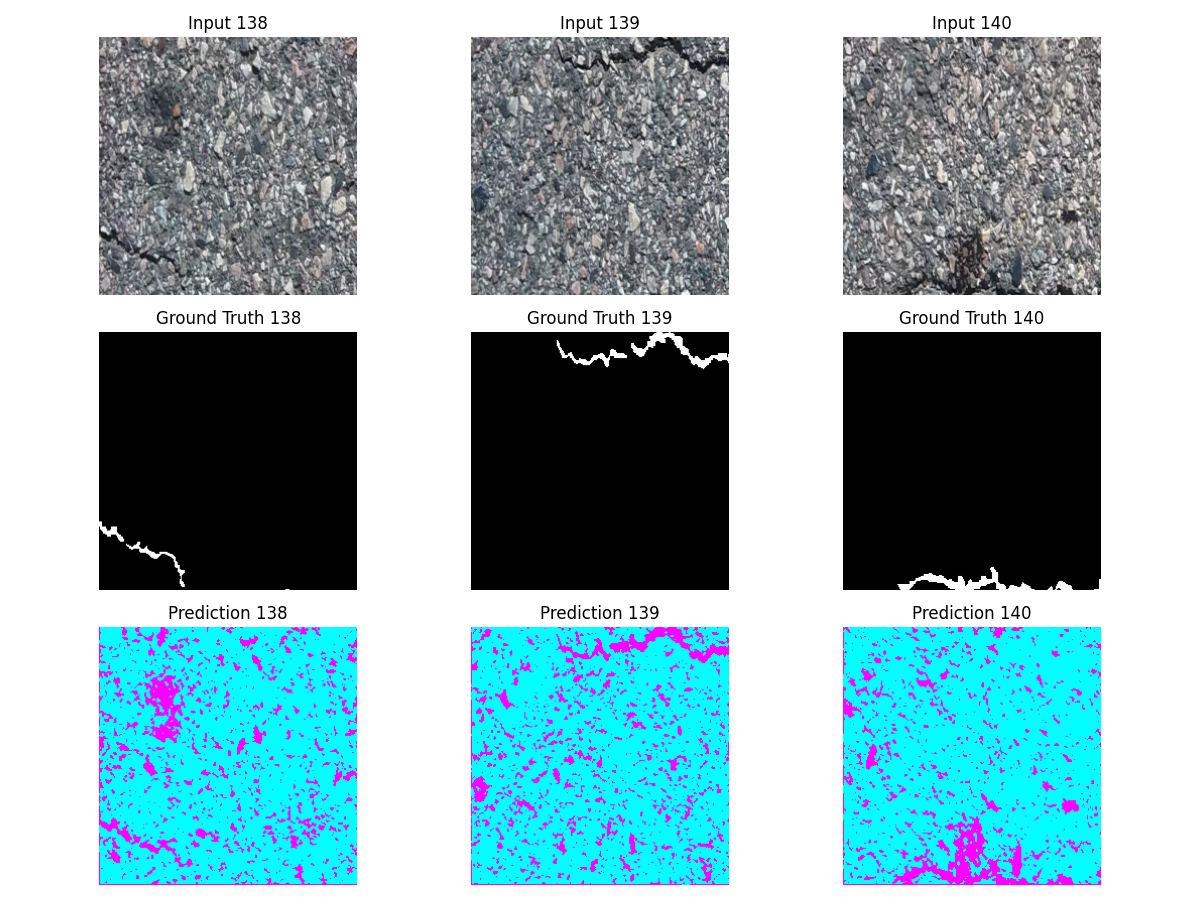 Input 138
Input 139
Input 140
Ground Truth 138
Ground Truth 139
Ground Truth 140
Prediction 138
Prediction 139
Prediction 140